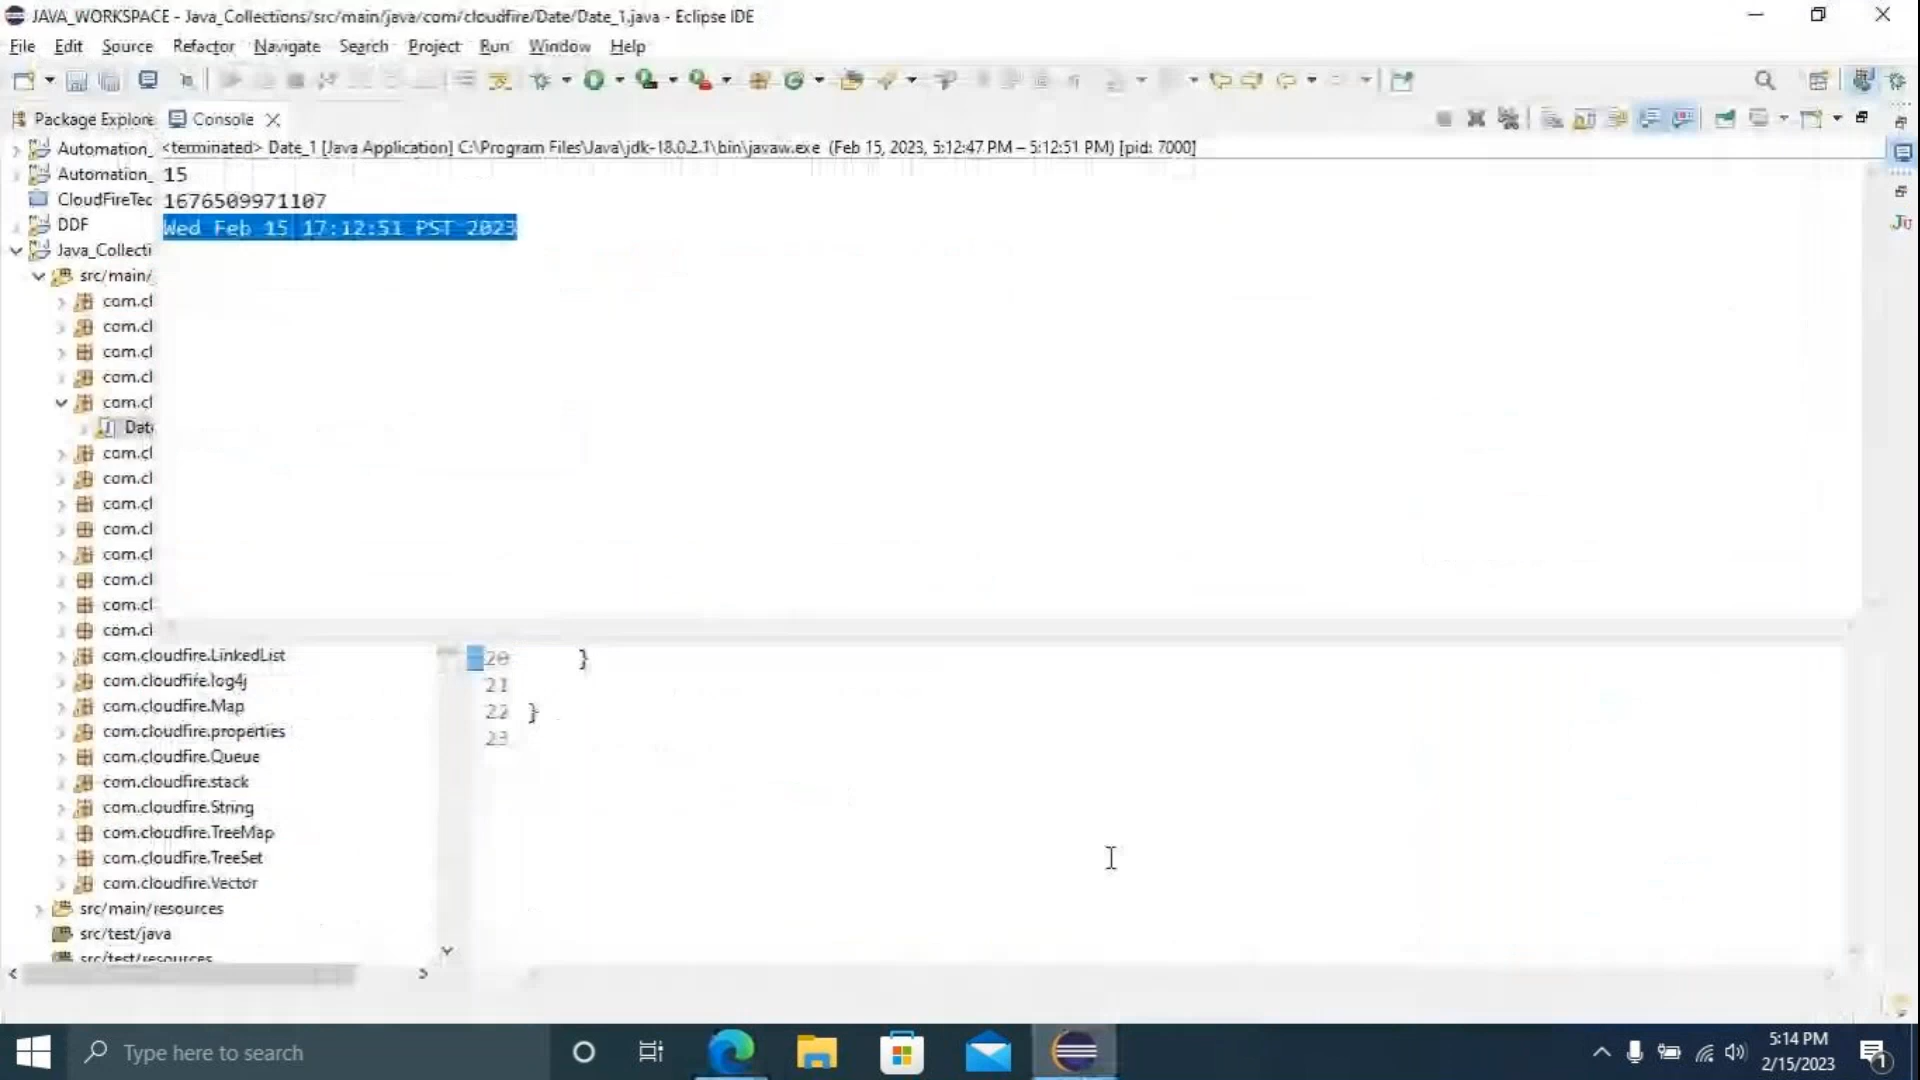 JAVA_WORKSPACE - Java_Collections/src/main/java/com/cloudfire/Date/Date_1.java - Eclipse IDE
File Edit Source Refactor Navigate Search Project Run Window Help
Package Explore
Console
Automation_
<terminated> Date_1 [Java Application] C:\Program Files\Java\jdk-18.0.2.1\bin\javaw.exe (Feb 15, 2023, 5:12:47 PM – 5:12:51 PM) [pid: 7000]
Automation_
15
CloudFireTec
1676509971107
DDF
Wed Feb 15 17:12:51 PST 2023
Java_Collecti
src/main/
com.cl
com.cl
com.cl
com.cl
com.cl
Date
com.cl
com.cl
com.cl
com.cl
com.cl
com.cl
com.cl
com.cl
com.cloudfire.LinkedList
com.cloudfire.log4j
com.cloudfire.Map
com.cloudfire.properties
com.cloudfire.Queue
com.cloudfire.stack
com.cloudfire.String
com.cloudfire.TreeMap
com.cloudfire.TreeSet
com.cloudfire.Vector
src/main/resources
src/test/java
src/test/resources
20 }
21
22 }
23
Type here to search
5:14 PM
2/15/2023
1